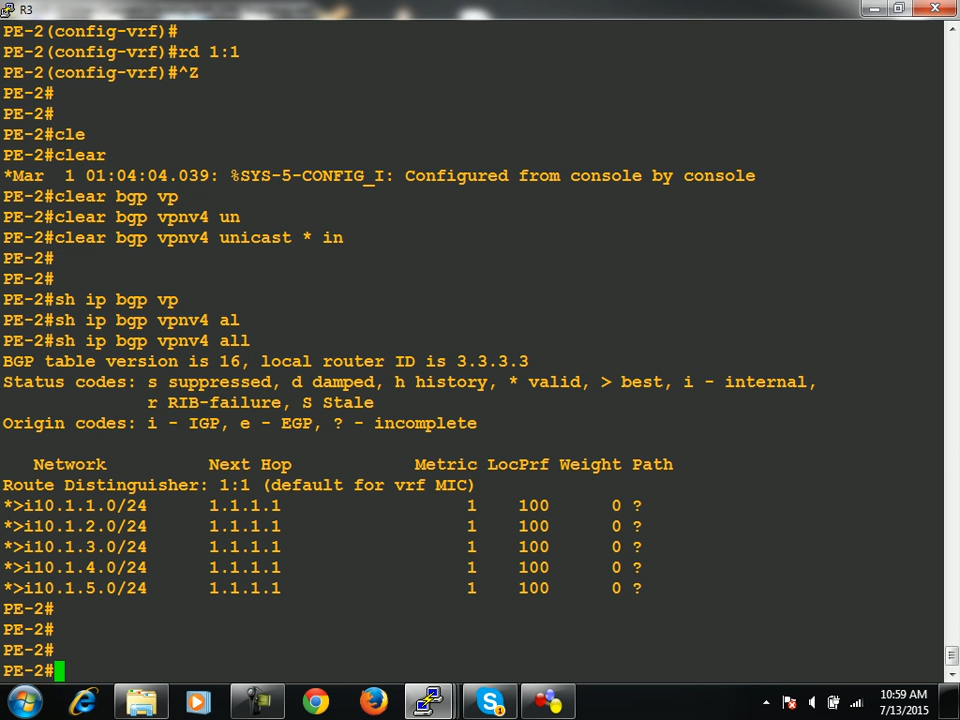 R3
PE-2(config-vrf)#
PE-2(config-vrf)#rd 1:1
PE-2(config-vrf)#^Z
PE-2#
PE-2#
PE-2#cle
PE-2#clear
*Mar  1 01:04:04.039: %SYS-5-CONFIG_I: Configured from console by console
PE-2#clear bgp vp
PE-2#clear bgp vpnv4 un
PE-2#clear bgp vpnv4 unicast * in
PE-2#
PE-2#
PE-2#sh ip bgp vp
PE-2#sh ip bgp vpnv4 al
PE-2#sh ip bgp vpnv4 all
BGP table version is 16, local router ID is 3.3.3.3
Status codes: s suppressed, d damped, h history, * valid, > best, i - internal,
              r RIB-failure, S Stale
Origin codes: i - IGP, e - EGP, ? - incomplete
   Network          Next Hop            Metric LocPrf Weight Path
Route Distinguisher: 1:1 (default for vrf MIC)
*>i10.1.1.0/24      1.1.1.1                  1    100      0 ?
*>i10.1.2.0/24      1.1.1.1                  1    100      0 ?
*>i10.1.3.0/24      1.1.1.1                  1    100      0 ?
*>i10.1.4.0/24      1.1.1.1                  1    100      0 ?
*>i10.1.5.0/24      1.1.1.1                  1    100      0 ?
PE-2#
PE-2#
PE-2#
PE-2#
10:59 AM
7/13/2015